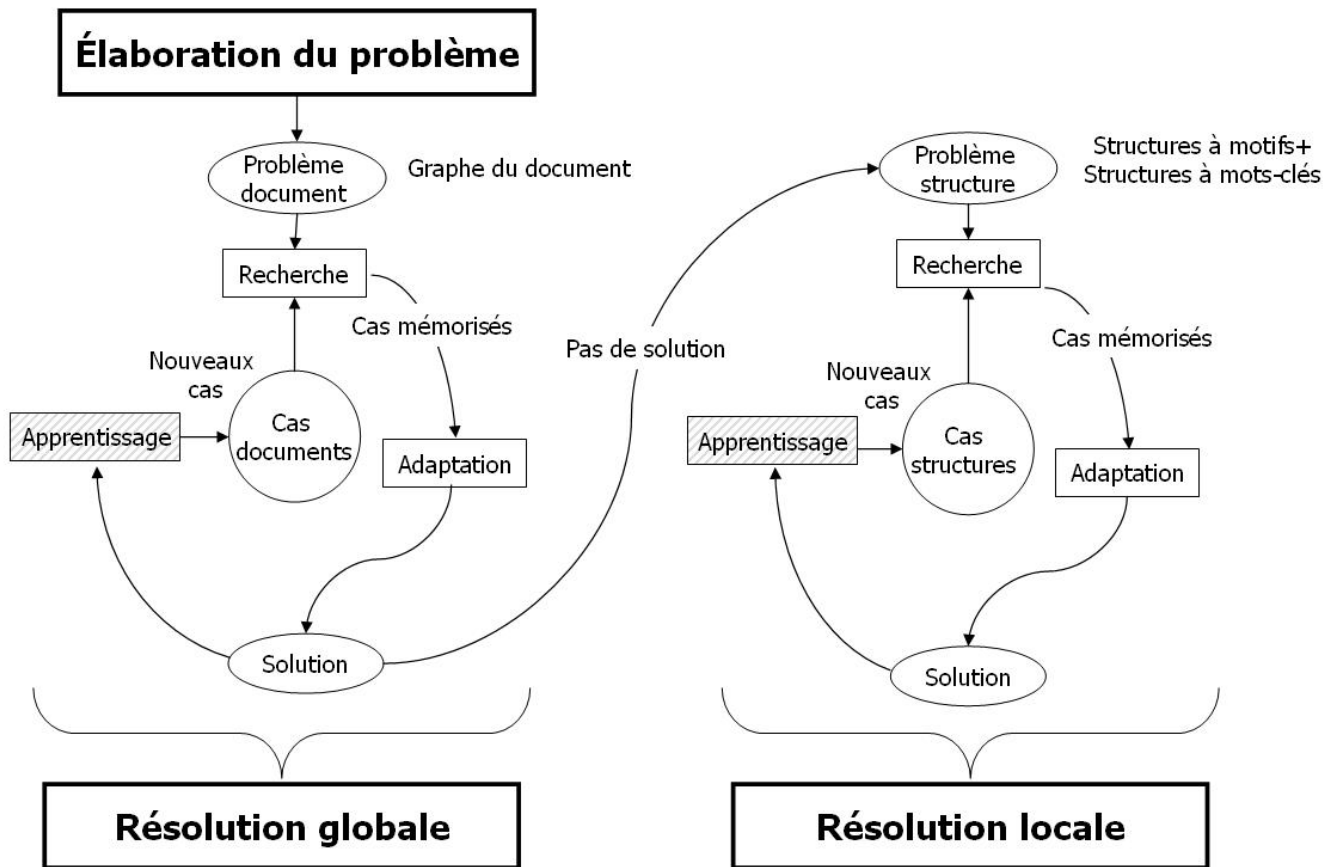 Élaboration du problème
Problème
document
Graphe du document
Recherche
Cas mémorisés
Nouveaux
cas
Apprentissage
Cas
documents
Adaptation
Solution
Pas de solution
Résolution globale
Problème
structure
Structures à motifs+
Structures à mots-clés
Recherche
Cas mémorisés
Nouveaux
cas
Apprentissage
Cas
structures
Adaptation
Solution
Résolution locale